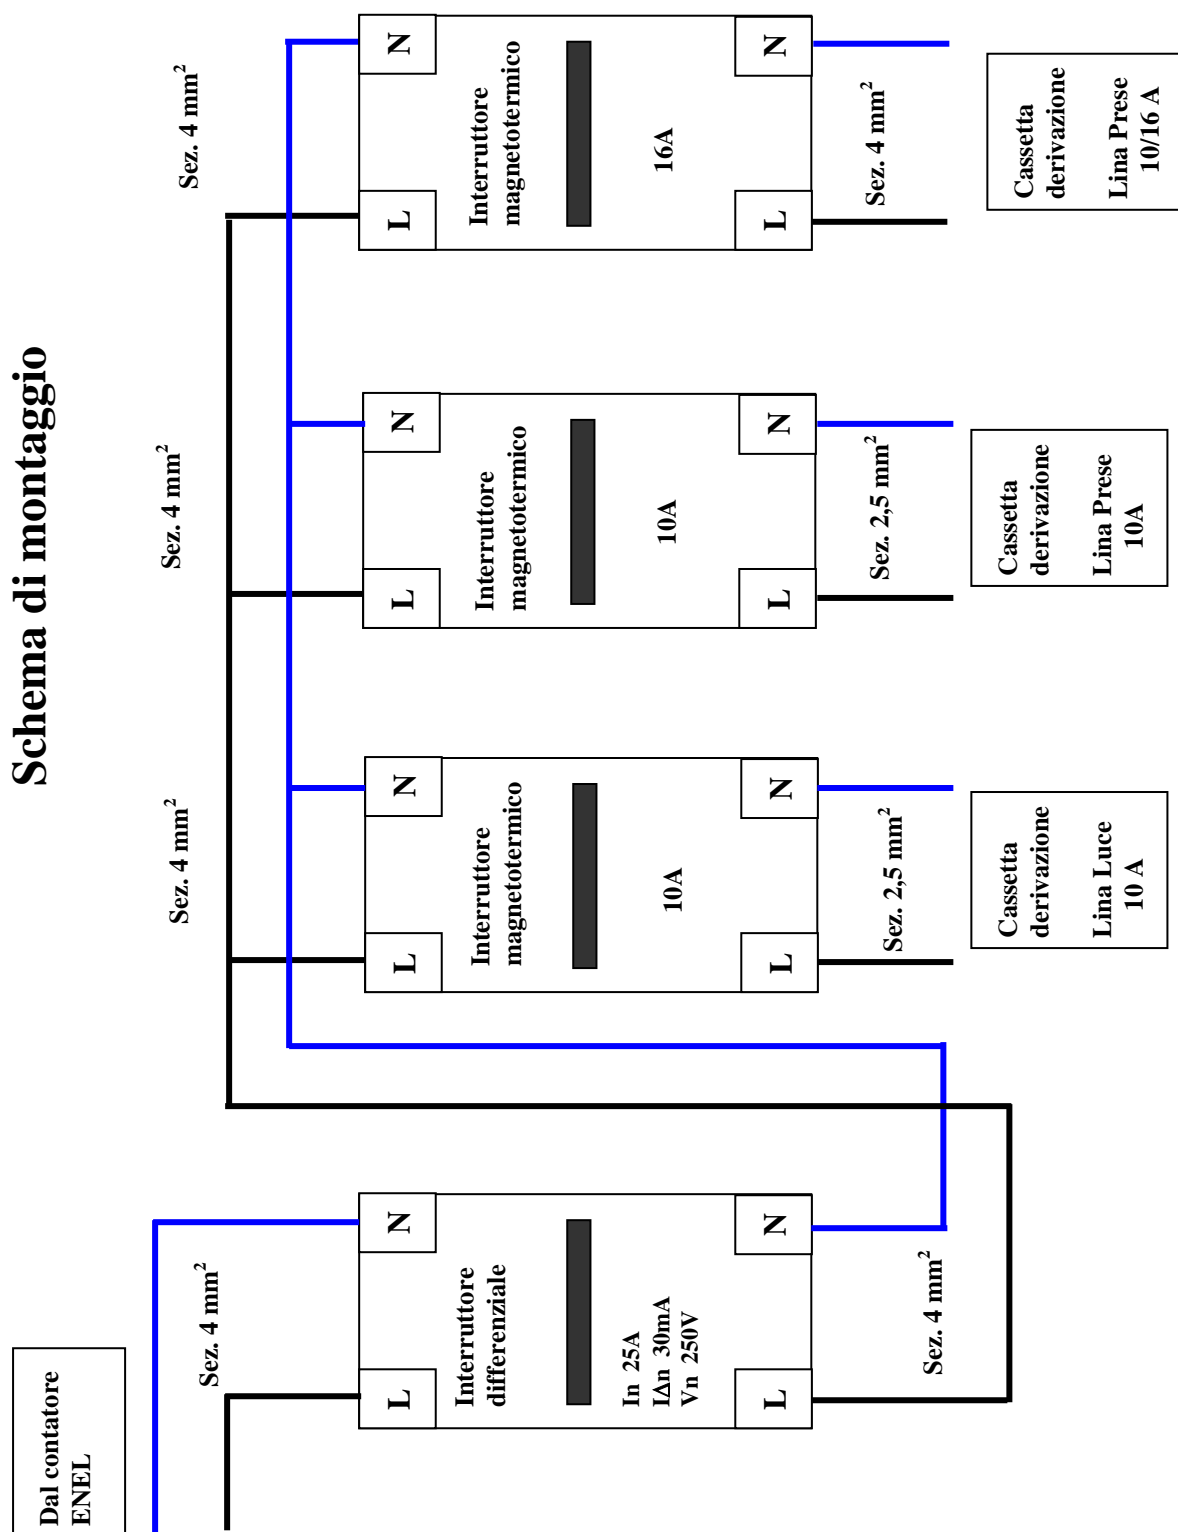 Schema di montaggio
Dal contatore
ENEL
Sez. 4 mm²
Sez. 4 mm²
Sez. 4 mm²
Sez. 4 mm²
L
N
Interruttore
differenziale
In 25A
IΔn 30mA
Vn 250V
L
N
Sez. 4 mm²
L
N
Interruttore
magnetotermico
10A
L
N
Sez. 2,5 mm²
Cassetta
derivazione
Lina Luce
10 A
L
N
Interruttore
magnetotermico
10A
L
N
Sez. 2,5 mm²
Cassetta
derivazione
Lina Prese
10A
L
N
Interruttore
magnetotermico
16A
L
N
Sez. 4 mm²
Cassetta
derivazione
Lina Prese
10/16 A